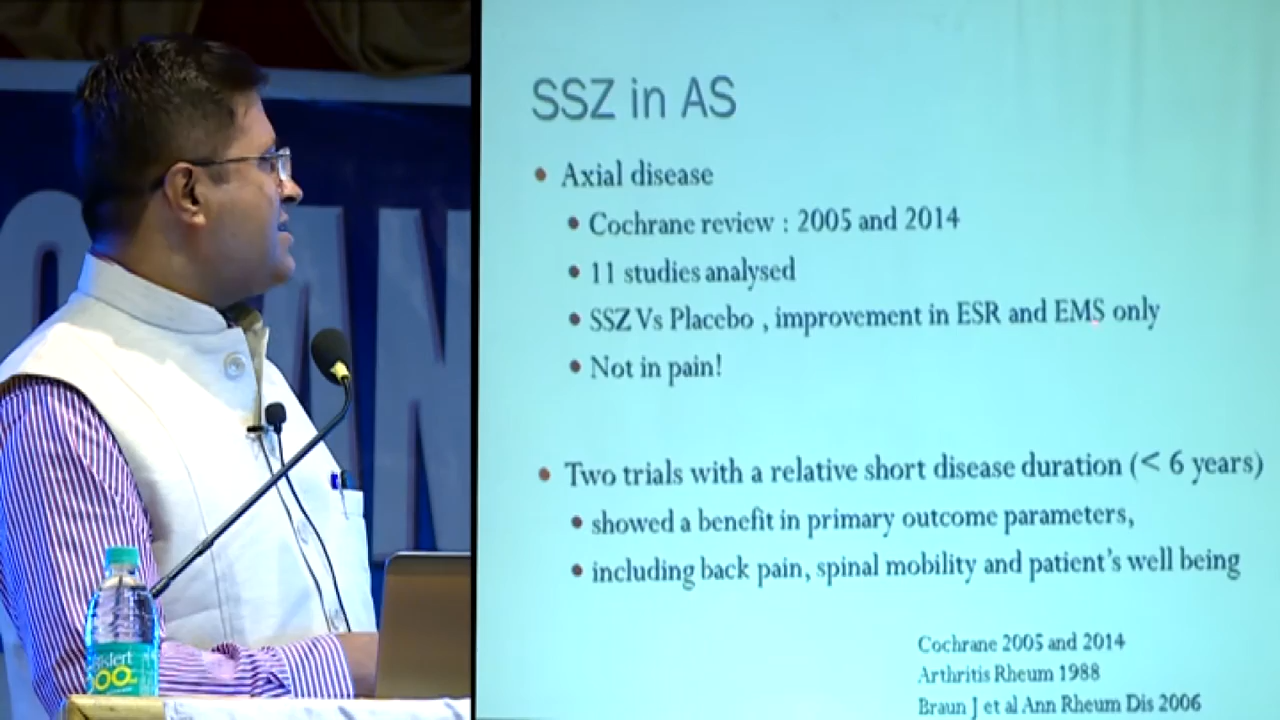 SSZ in AS
• Axial disease
• Cochrane review : 2005 and 2014
• 11 studies analysed
• SSZ Vs Placebo , improvement in ESR and EMS only
• Not in pain!
• Two trials with a relative short disease duration (< 6 years)
• showed a benefit in primary outcome parameters,
• including back pain, spinal mobility and patient's well being
Cochrane 2005 and 2014
Arthritis Rheum 1988
Braun J et al Ann Rheum Dis 2006